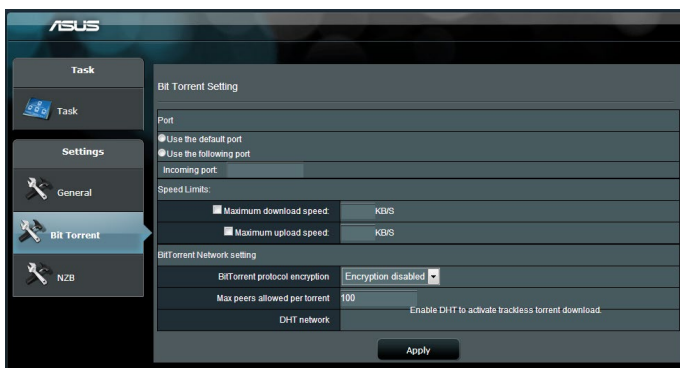 ASUS
Task
Task
Settings
General
Bit Torrent
NZB
Bit Torrent Setting
Port
Use the default port
Use the following port
Incoming port:
Speed Limits:
Maximum download speed: KB/S
Maximum upload speed: KB/S
BitTorrent Network setting
BitTorrent protocol encryption Encryption disabled
Max peers allowed per torrent 100
DHT network Enable DHT to activate trackless torrent download.
Apply